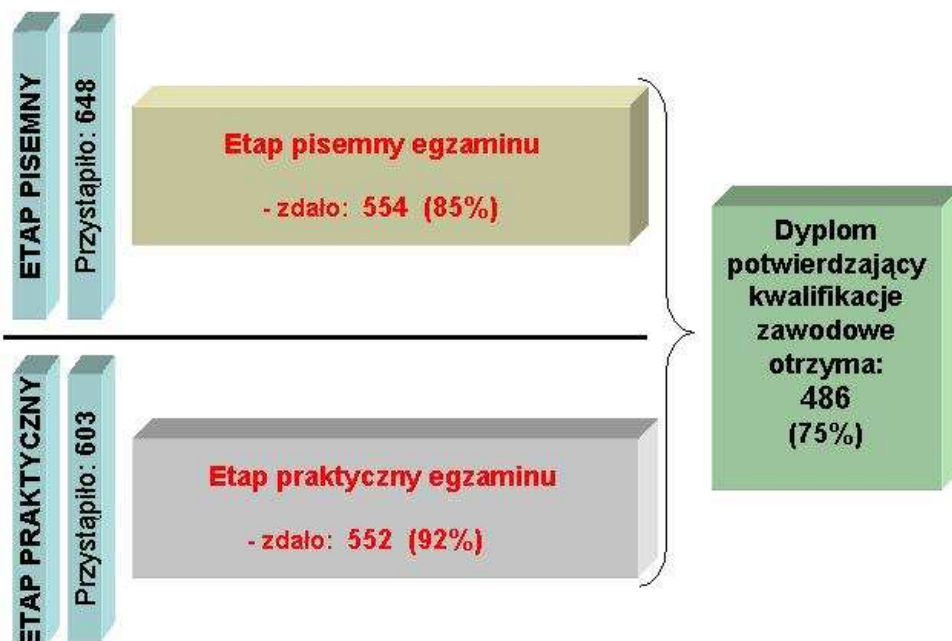 ETAP PISEMNY
Przystąpiło: 648
Etap pisemny egzaminu
- zdało: 554 (85%)
ETAP PRAKTYCZNY
Przystąpiło: 603
Etap praktyczny egzaminu
- zdało: 552 (92%)
Dyplom
potwierdzający
kwalifikacje
zawodowe
otrzyma:
486
(75%)